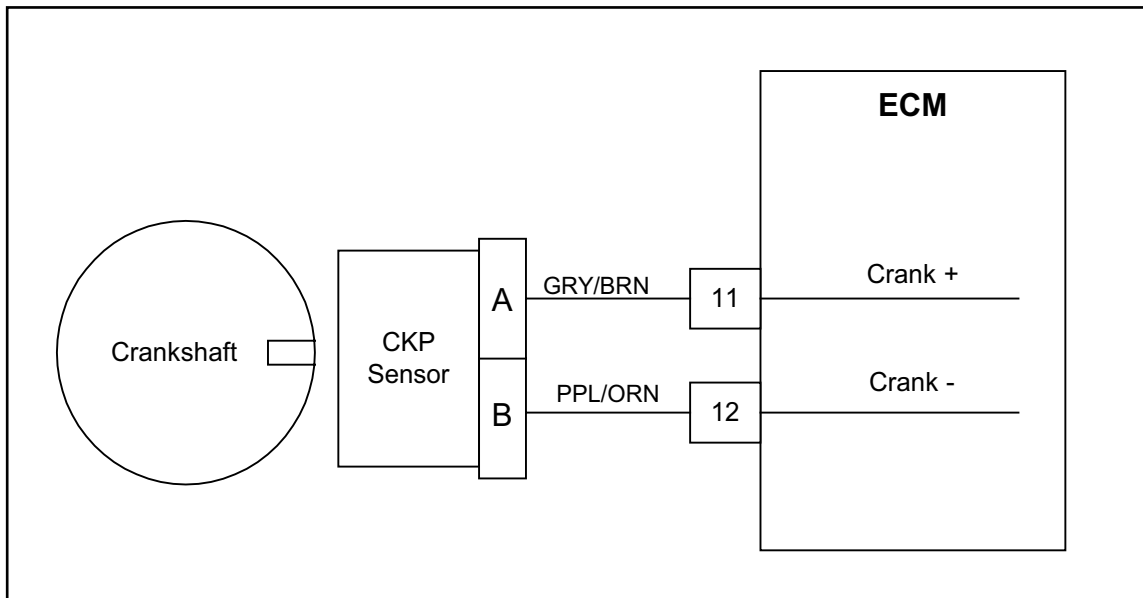 ECM
Crankshaft
CKP
Sensor
A
GRY/BRN
11
Crank +
B
PPL/ORN
12
Crank -